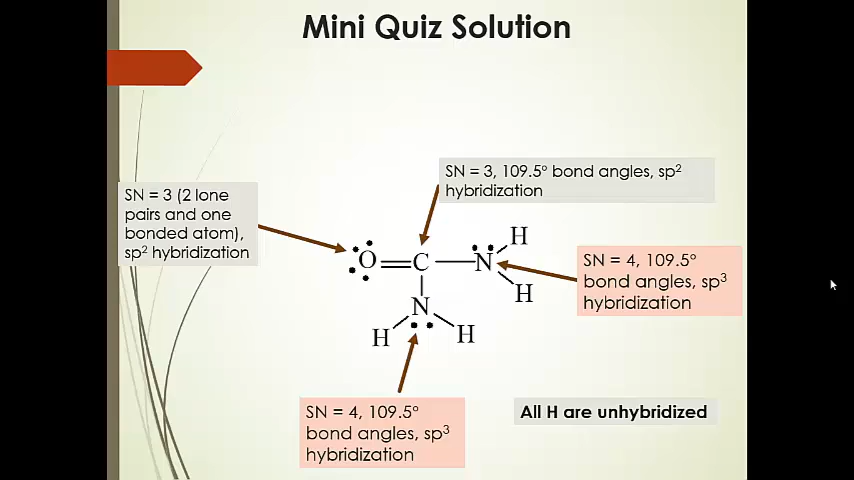 Mini Quiz Solution
SN = 3, 109.5° bond angles, sp²
hybridization
SN = 3 (2 lone
pairs and one
bonded atom),
sp² hybridization
H
O C N
H
N
H H
SN = 4, 109.5°
bond angles, sp³
hybridization
SN = 4, 109.5°
bond angles, sp³
hybridization
All H are unhybridized